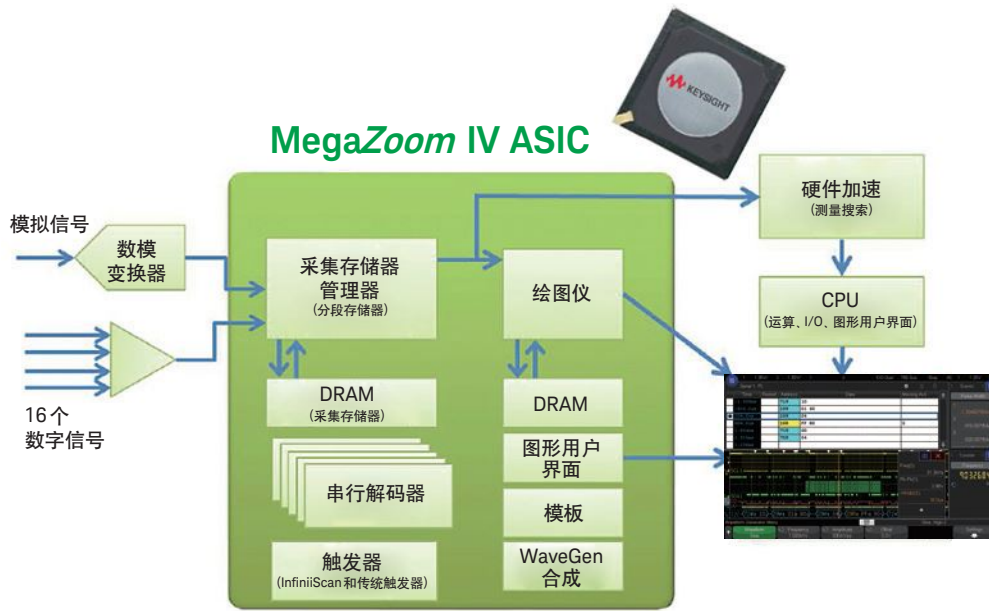 KEYSIGHT
MegaZoom IV ASIC
模拟信号
数模
变换器
16个
数字信号
采集存储器
管理器
(分段存储器)
DRAM
(采集存储器)
串行解码器
触发器
(InfiniiScan和传统触发器)
绘图仪
DRAM
图形用户
界面
模板
WaveGen
合成
硬件加速
(测量搜索)
CPU
(运算、I/O、图形用户界面)